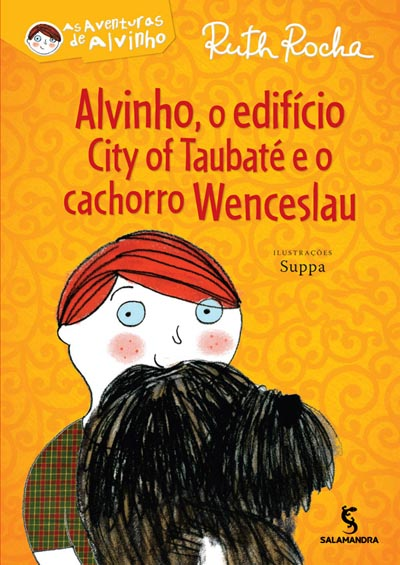 As Aventuras
de Alvinho
Ruth Rocha
Alvinho, o edifício
City of Taubaté e o
cachorro Wenceslau
ILUSTRAÇÕES
Suppa
SALAMANDRA